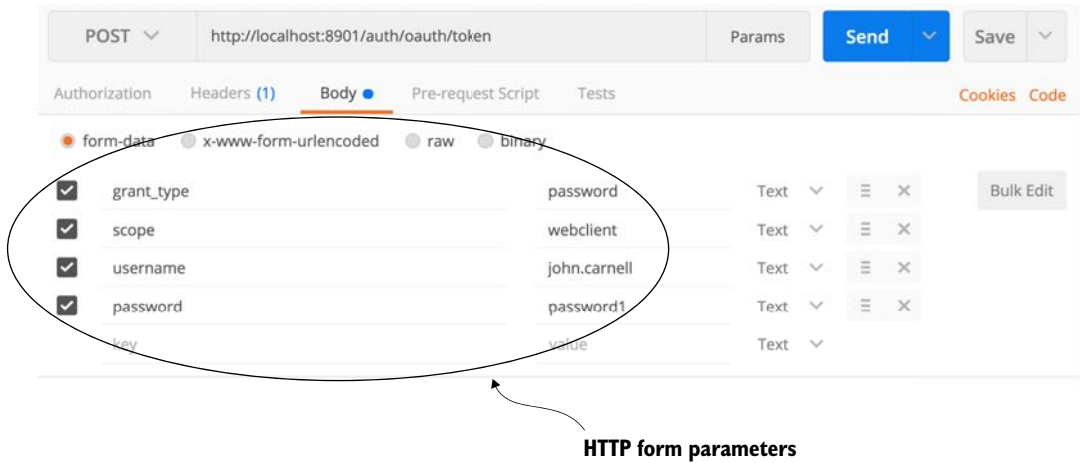 POST http://localhost:8901/auth/oauth/token Params Send Save
Authorization Headers (1) Body Pre-request Script Tests Cookies Code
form-data x-www-form-urlencoded raw binary
grant_type password Text Bulk Edit
scope webclient Text
username john.carnell Text
password password1 Text
key value Text
HTTP form parameters